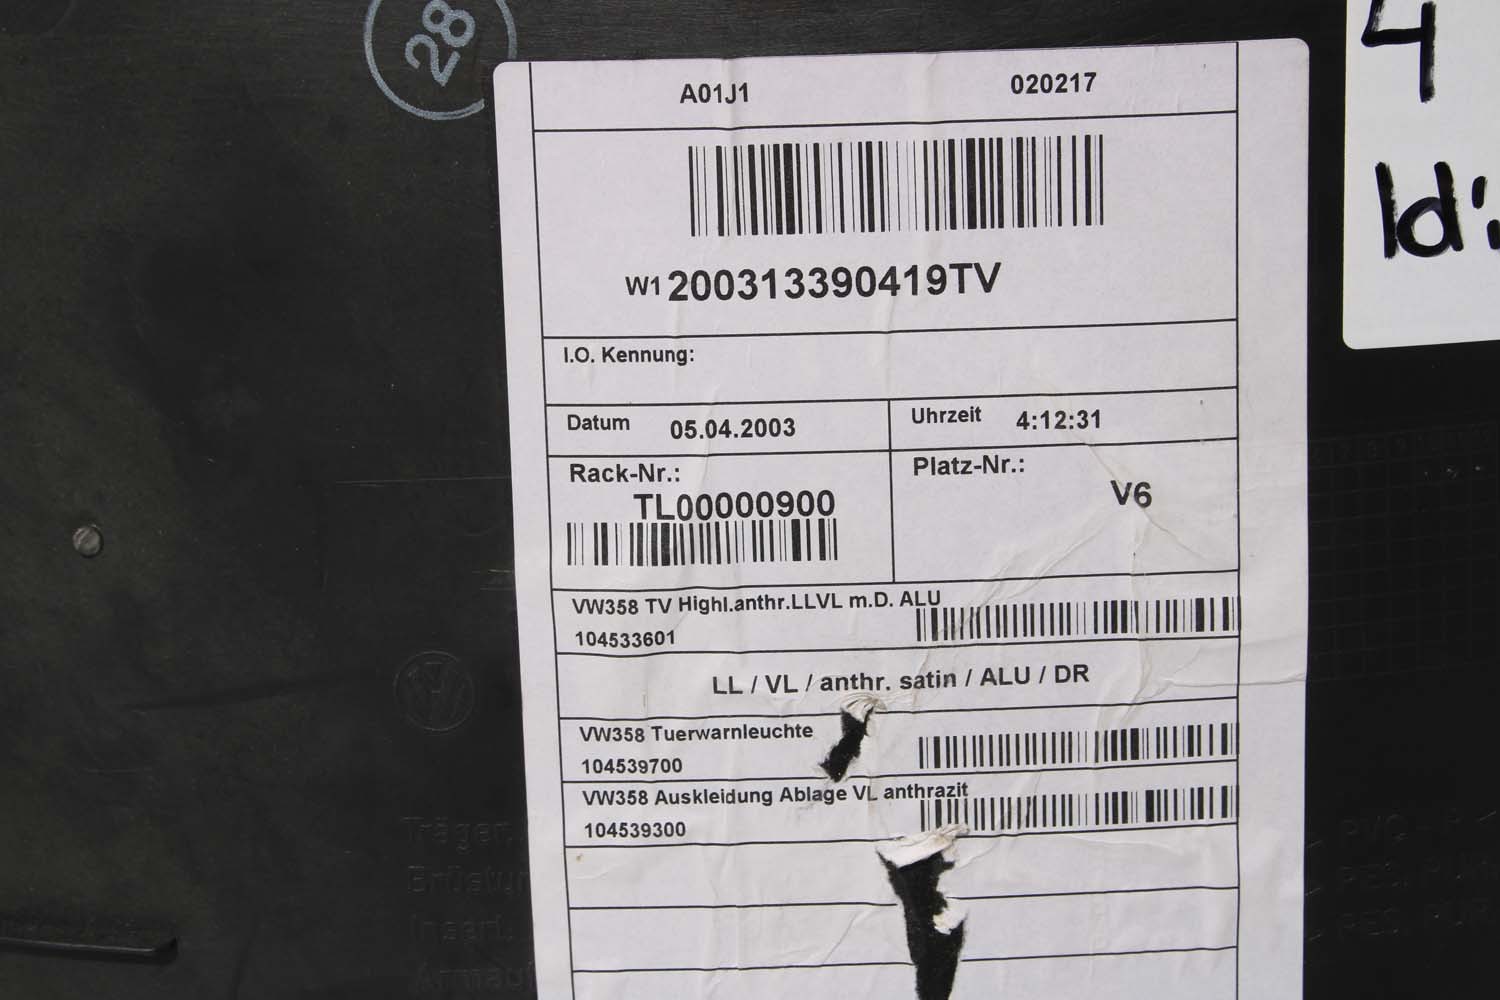 28
4
Id:
A01J1 020217
W1 200313390419TV
I.O. Kennung:
Datum 05.04.2003 Uhrzeit 4:12:31
Rack-Nr.: Platz-Nr.:
TL00000900 V6
VW358 TV Highl.anthr.LLVL m.D. ALU
104533601
LL / VL / anthr. satin / ALU / DR
VW358 Tuerwarnleuchte
104539700
VW358 Auskleidung Ablage VL anthrazit
104539300
Träger
Insert